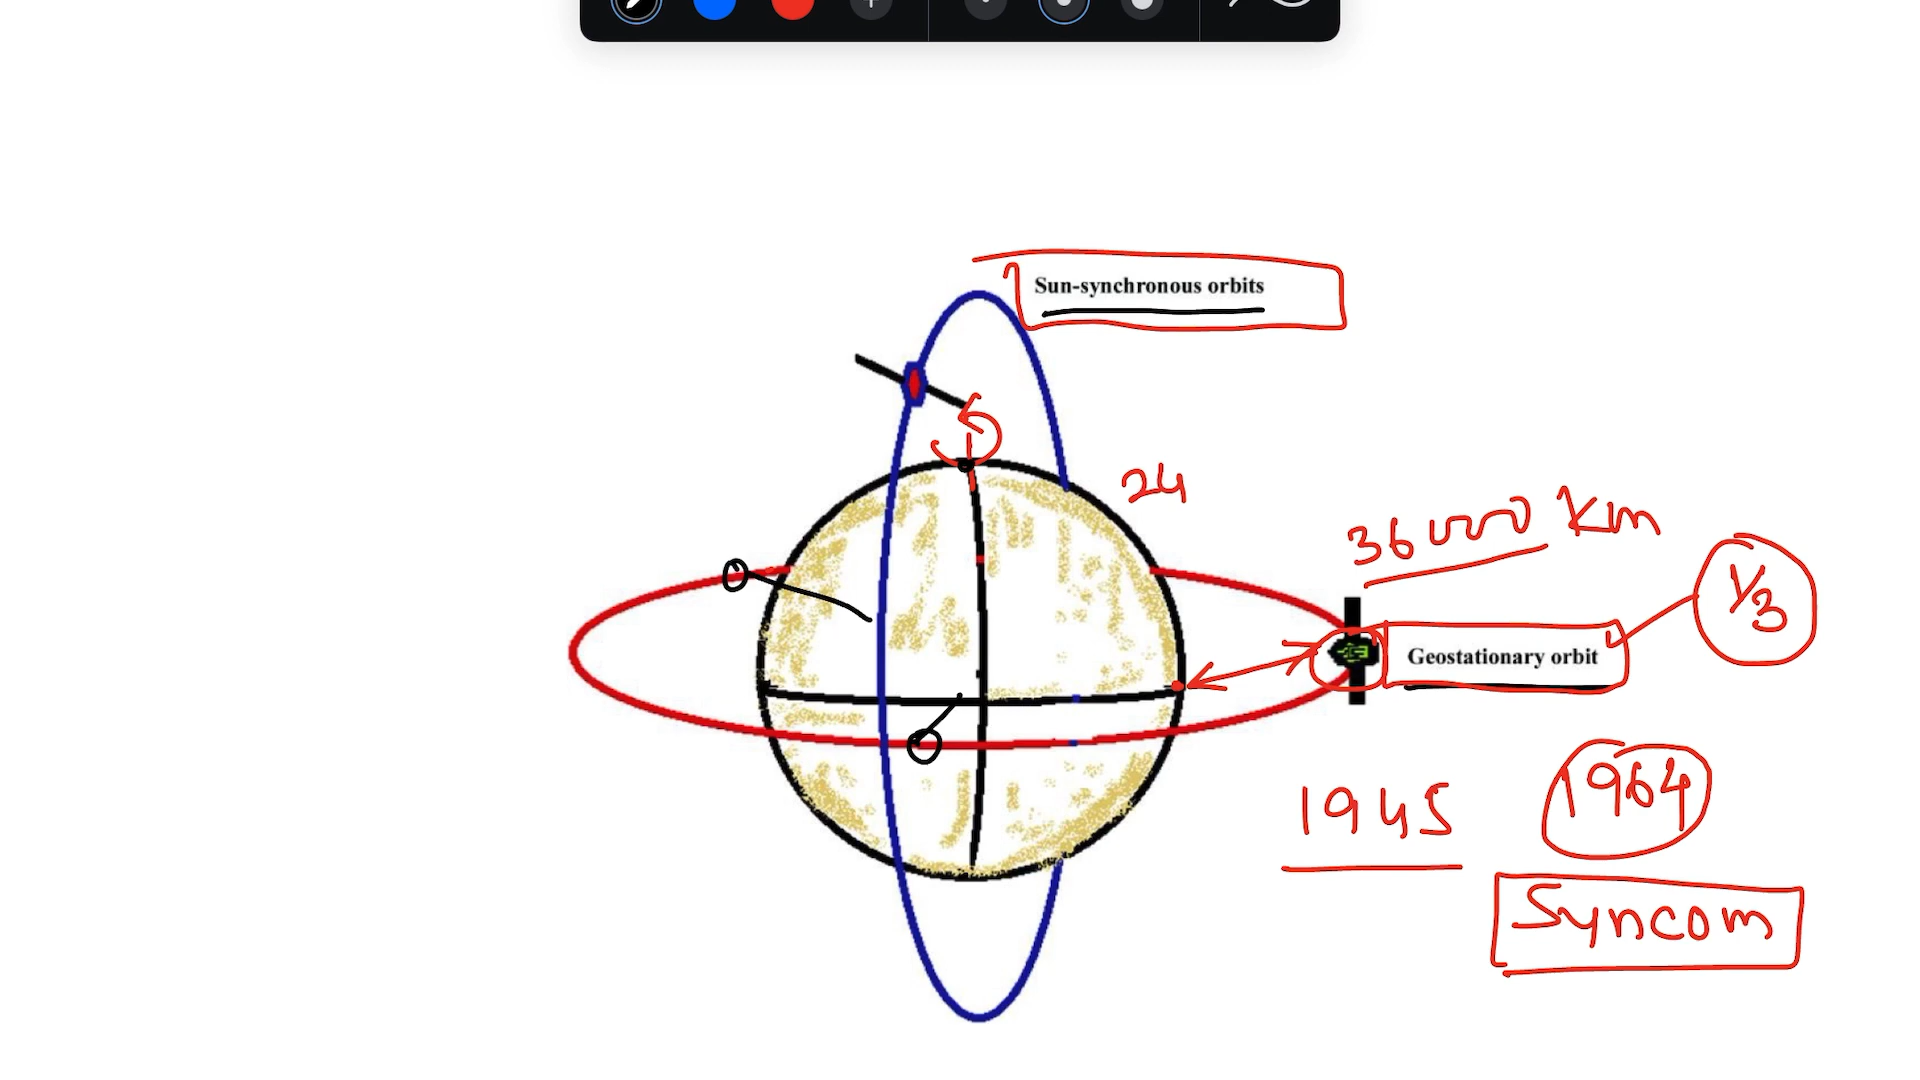 Sun-synchronous orbits
24
36000 Km
1/3
Geostationary orbit
1945
1964
Syncom